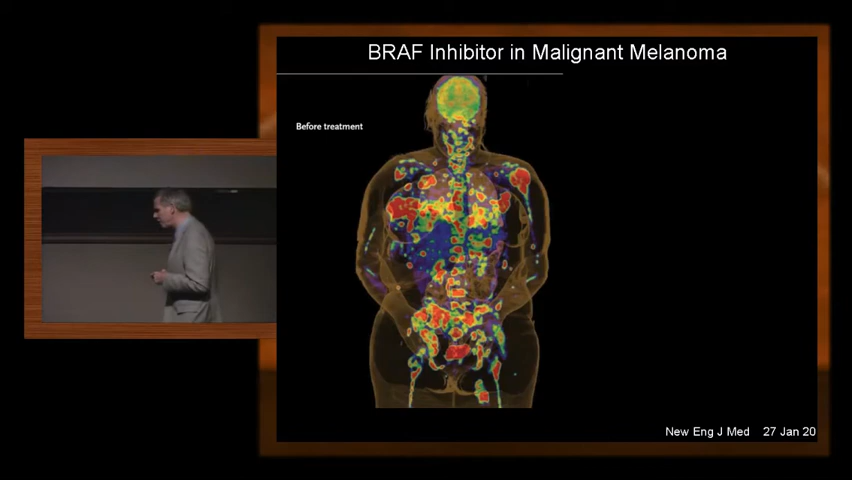 BRAF Inhibitor in Malignant Melanoma
Before treatment
New Eng J Med 27 Jan 20